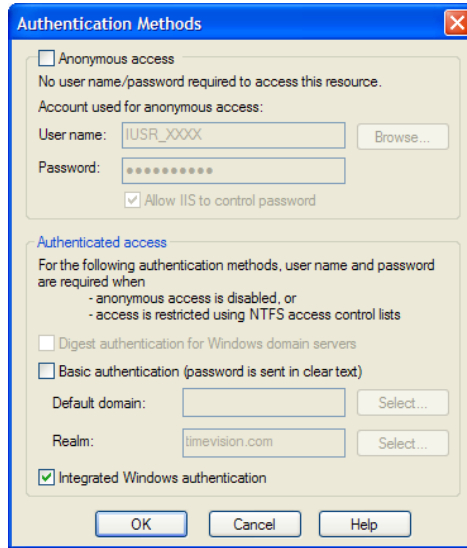 Authentication Methods
Anonymous access
No user name/password required to access this resource.
Account used for anonymous access:
User name: IUSR_XXXX Browse...
Password: ••••••••••
Allow IIS to control password
Authenticated access
For the following authentication methods, user name and password
are required when
- anonymous access is disabled, or
- access is restricted using NTFS access control lists
Digest authentication for Windows domain servers
Basic authentication (password is sent in clear text)
Default domain: Select...
Realm: timevision.com Select...
Integrated Windows authentication
OK Cancel Help